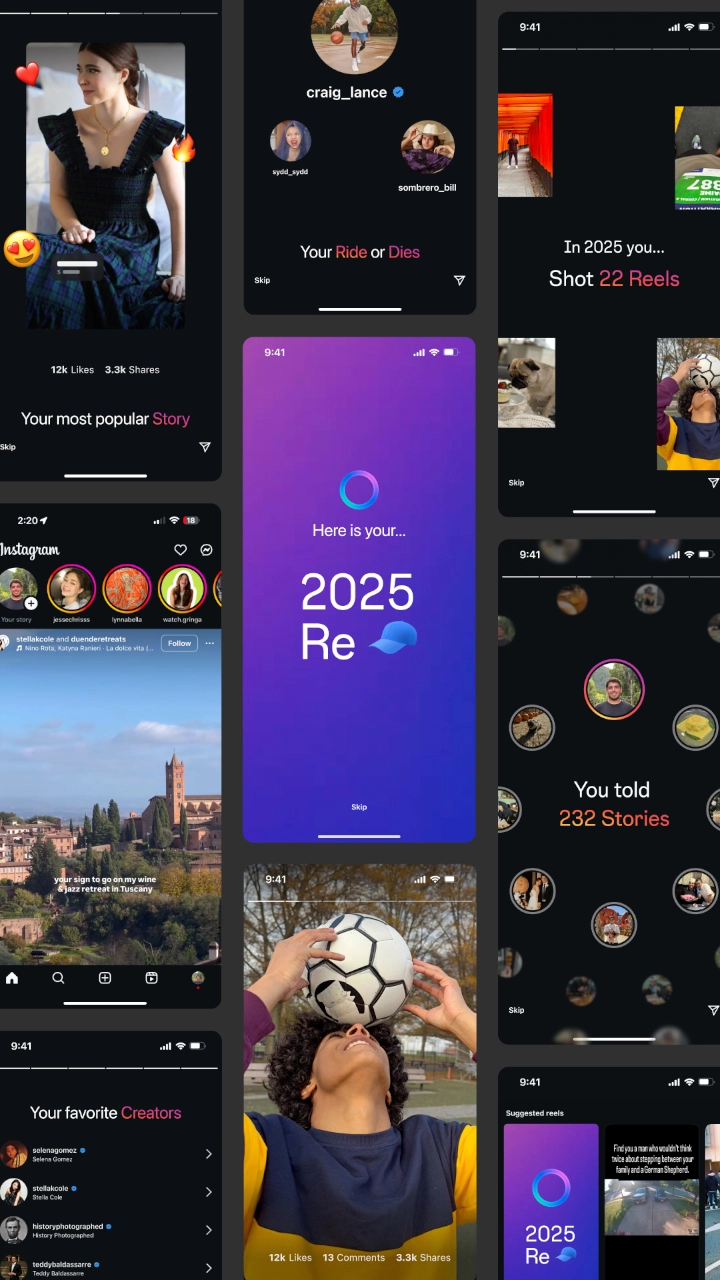 12k Likes 3.3k Shares
Your most popular Story
Skip
2:20
18
Instagram
Your story
jessechrisss
lynnabella
watch.gringa
stellakcole and duenderetreats
Nino Rota, Katyna Ranieri · La dolce vita (...
Follow
your sign to go on my wine
& jazz retreat in Tuscany
9:41
Your favorite Creators
selenagomez
Selene Gomez
stellakcole
Stella Cole
historyphotographed
History Photographed
teddybaldassarre
Teddy Baldassarre
craig_lance
sydd_sydd
sombrero_bill
Your Ride or Dies
Skip
9:41
Here is your...
2025
Re
Skip
9:41
12k Likes 13 Comments 3.3k Shares
9:41
In 2025 you...
Shot 22 Reels
Skip
9:41
You told
232 Stories
Skip
9:41
Suggested reels
2025
Re
Find you a man who wouldn't think
twice about stepping between your
family and a German Shepherd.